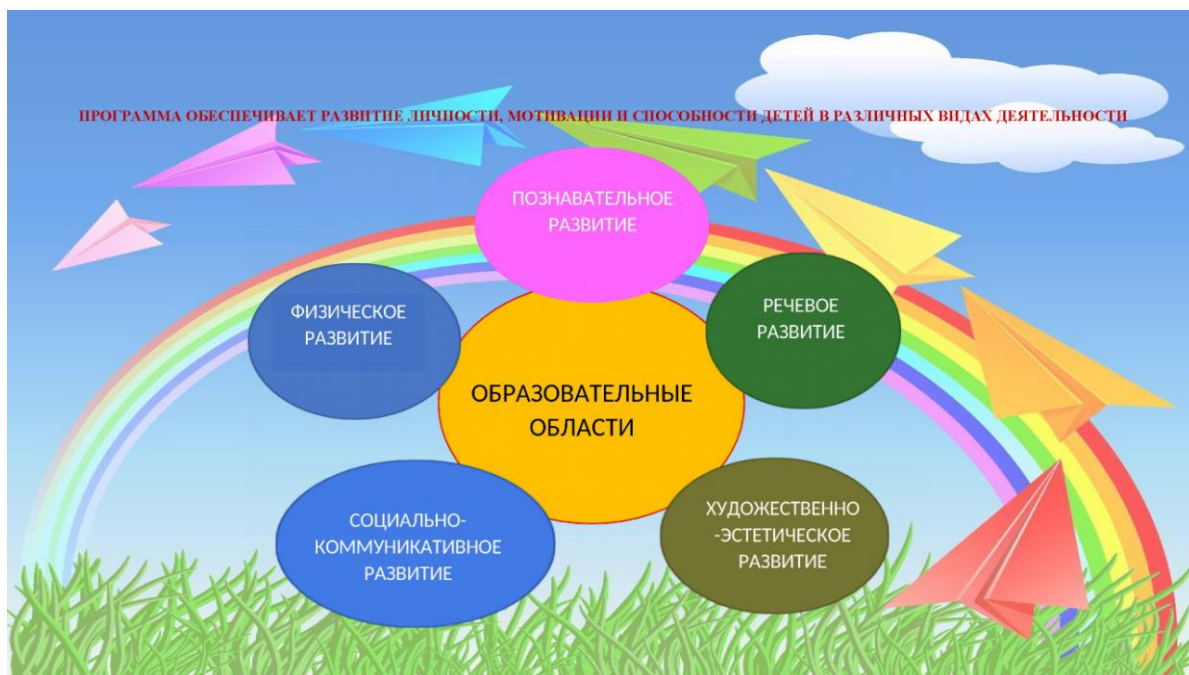 ПРОГРАММА ОБЕСПЕЧИВАЕТ РАЗВИТИЕ ЛИЧНОСТИ, МОТИВАЦИИ И СПОСОБНОСТИ ДЕТЕЙ В РАЗЛИЧНЫХ ВИДАХ ДЕЯТЕЛЬНОСТИ
ПОЗНАВАТЕЛЬНОЕ
РАЗВИТИЕ
ФИЗИЧЕСКОЕ
РАЗВИТИЕ
РЕЧЕВОЕ
РАЗВИТИЕ
ОБРАЗОВАТЕЛЬНЫЕ
ОБЛАСТИ
СОЦИАЛЬНО-
КОММУНИКАТИВНОЕ
РАЗВИТИЕ
ХУДОЖЕСТВЕННО
-ЭСТЕТИЧЕСКОЕ
РАЗВИТИЕ